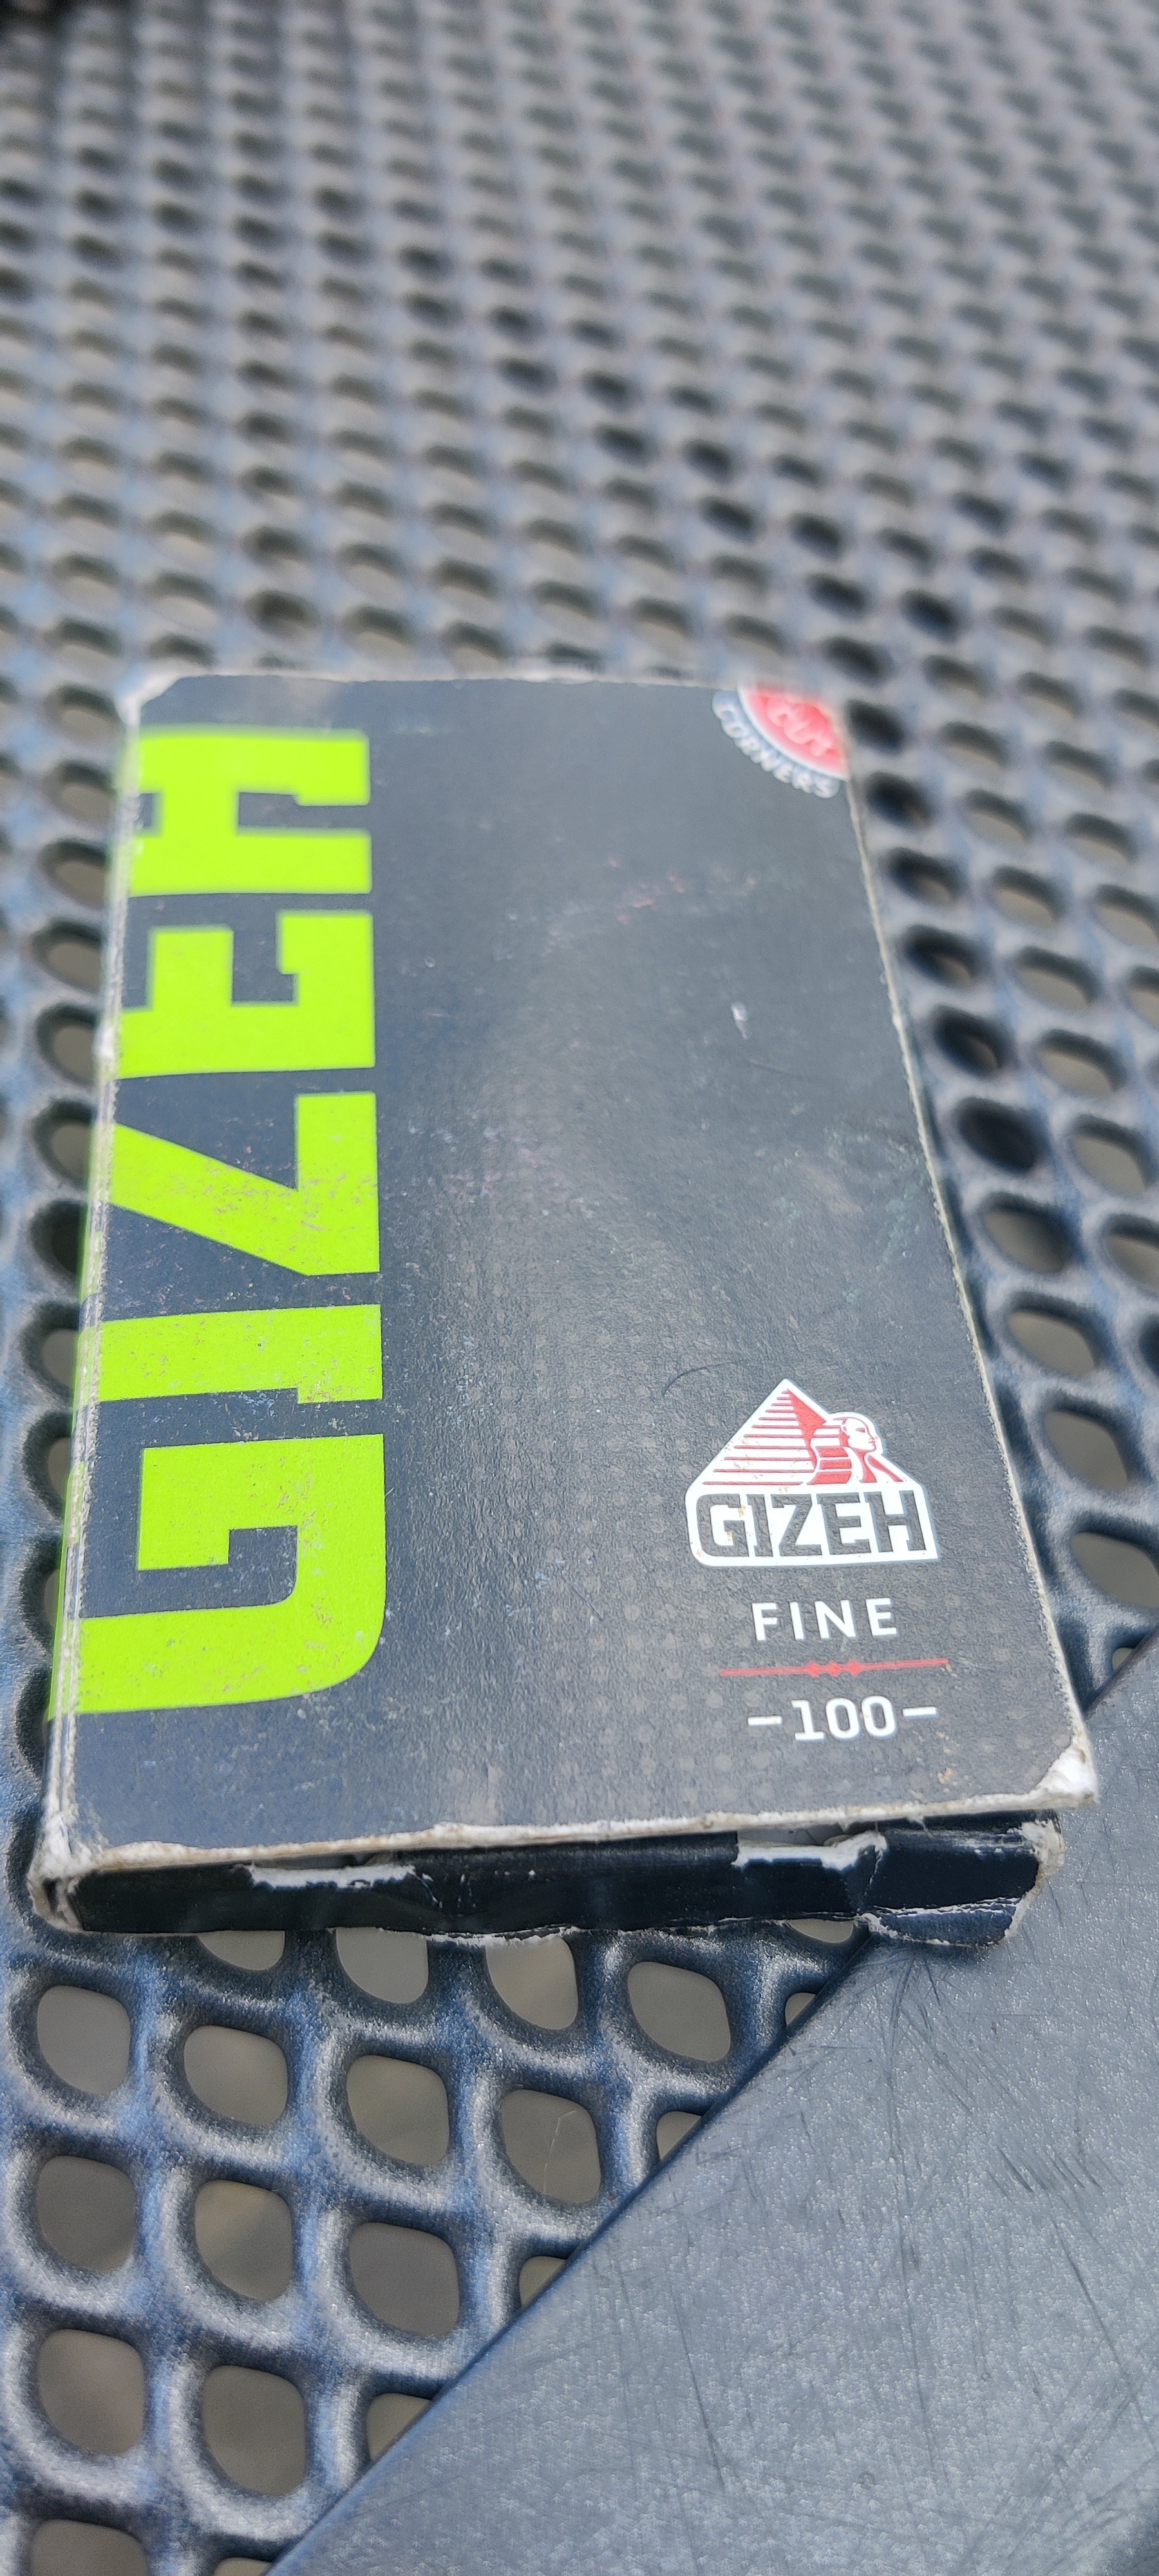 CUT
CORNERS
GIZEH
GIZEH
FINE
-100-